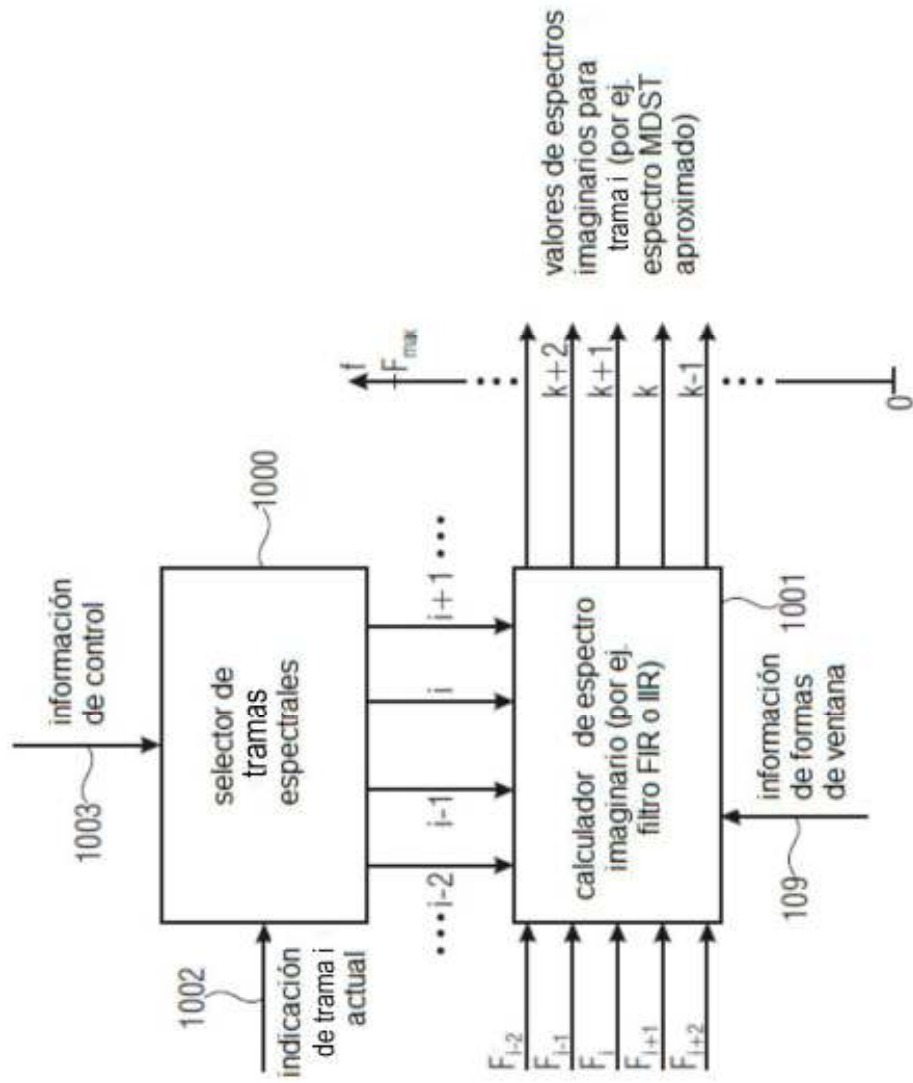 información
de control
1003
1002
indicación
de trama i
actual
selector de
tramas
espectrales
1000
...i-2
i-1
i
i+1 ...
F_{i-2}
F_{i-1}
F_i
F_{i+1}
F_{i+2}
calculador de espectro
imaginario (por ej.
filtro FIR o IIR)
1001
109
información
de formas
de ventana
f
F_{max}
...
k+2
k+1
k
k-1
...
0
valores de espectros
imaginarios para
trama i (por ej.
espectro MDST
aproximado)